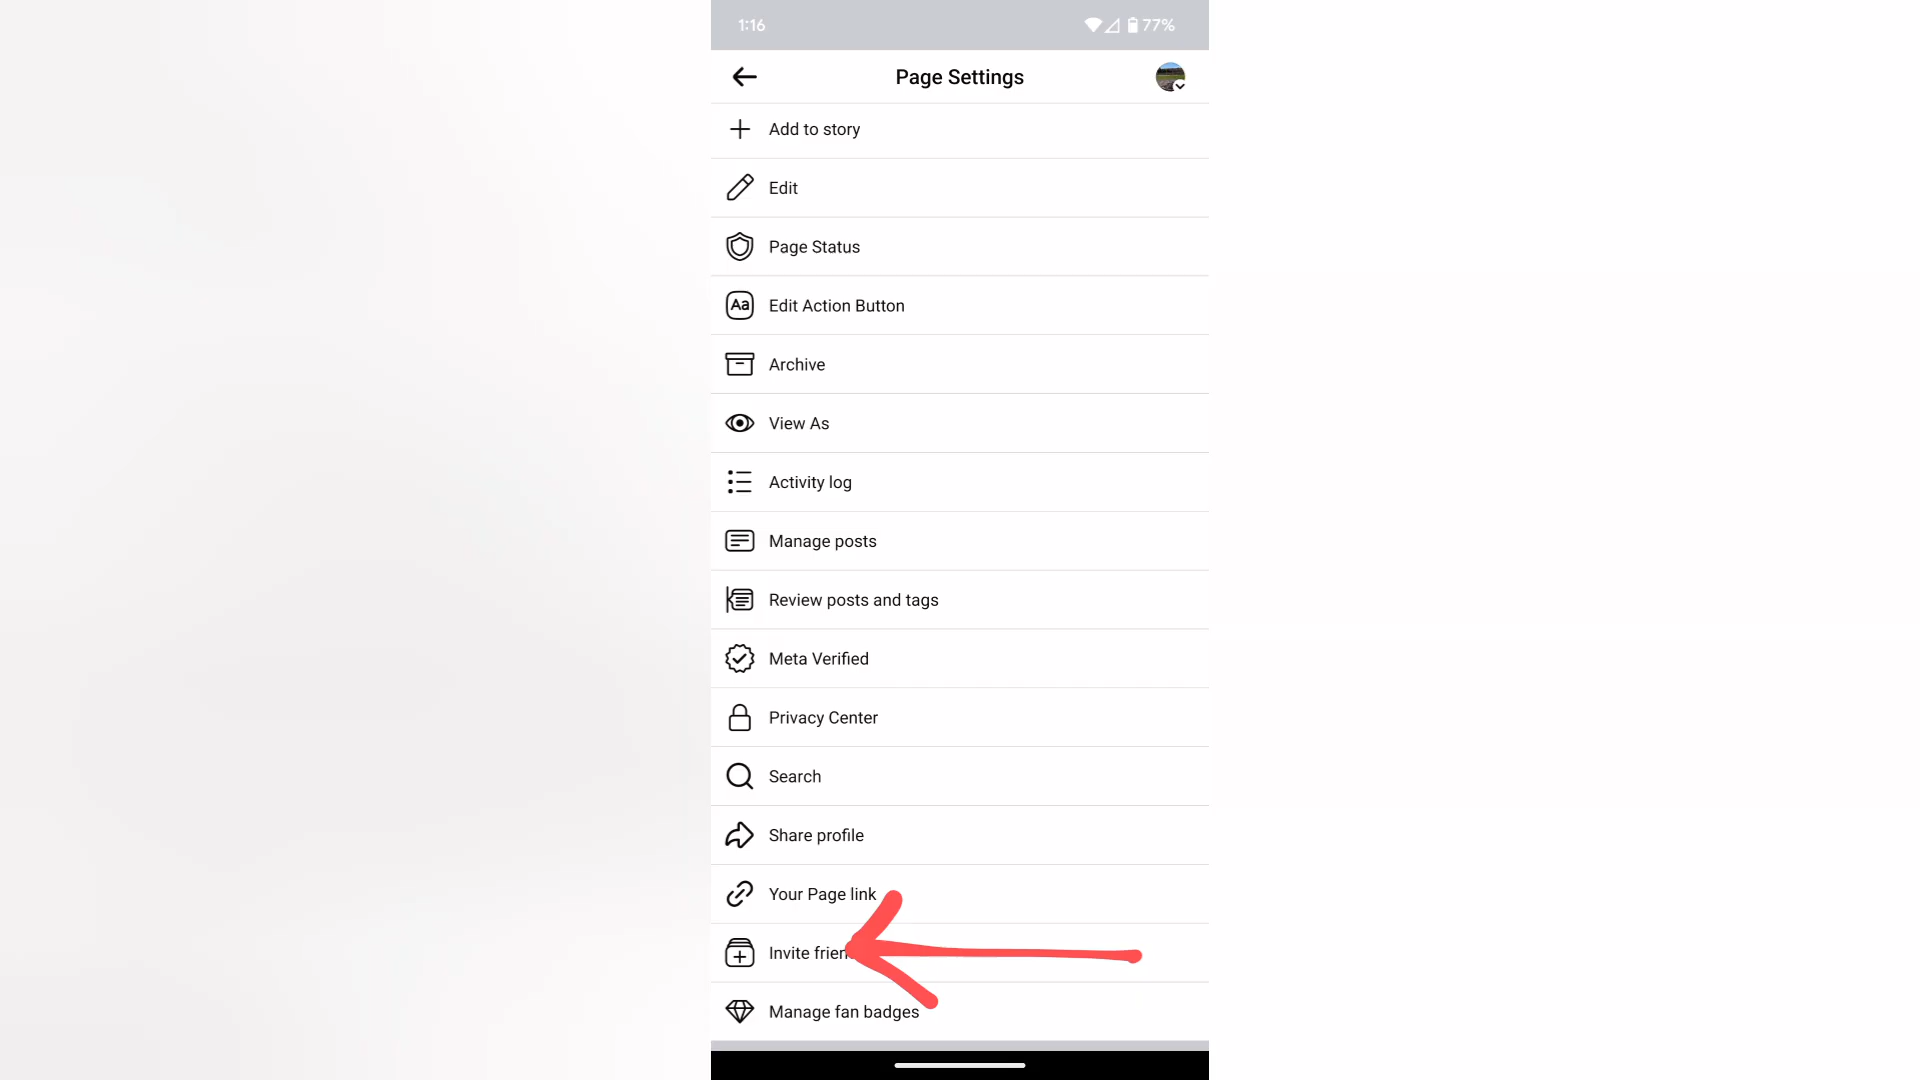 1:16
77%
Page Settings
Add to story
Edit
Page Status
Aa
Edit Action Button
Archive
View As
Activity log
Manage posts
Review posts and tags
Meta Verified
Privacy Center
Search
Share profile
Your Page link
Invite
Manage fan badges